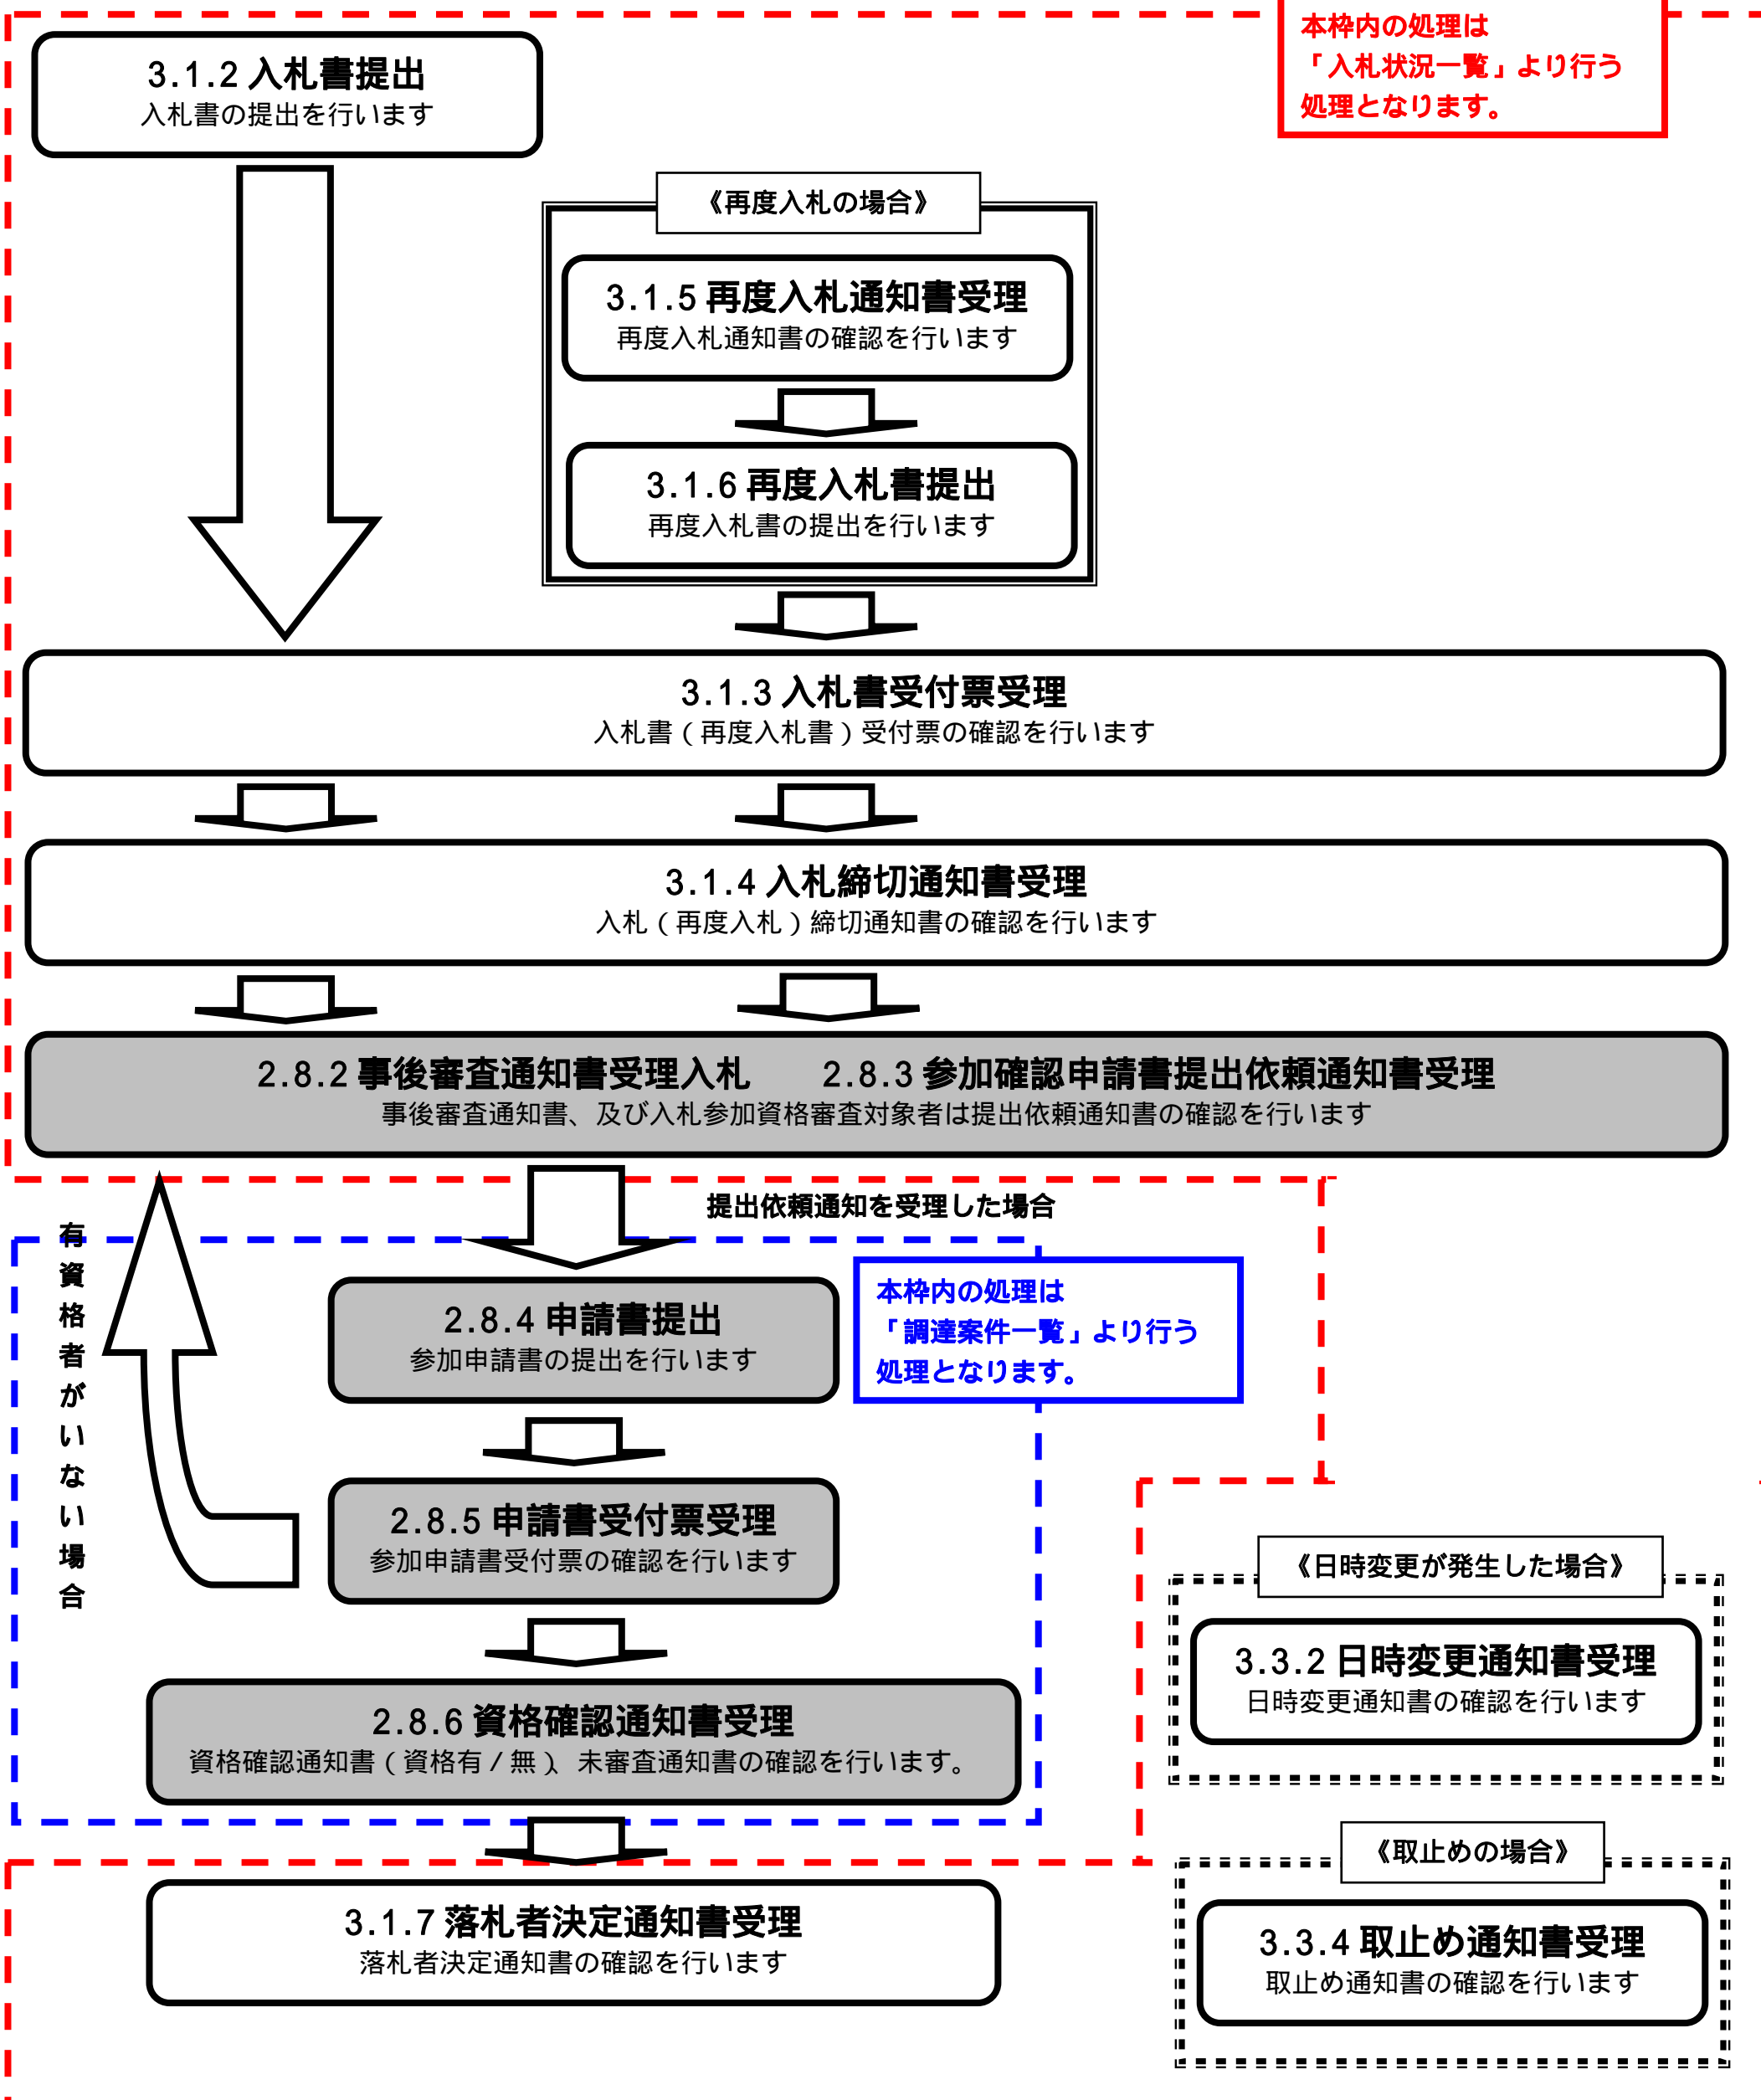 本枠内の処理は
「入札状況一覧」より行う
処理となります。
3.1.2 入札書提出
入札書の提出を行います
《再度入札の場合》
3.1.5 再度入札通知書受理
再度入札通知書の確認を行います
3.1.6 再度入札書提出
再度入札書の提出を行います
3.1.3 入札書受付票受理
入札書（再度入札書）受付票の確認を行います
3.1.4 入札締切通知書受理
入札（再度入札）締切通知書の確認を行います
2.8.2 事後審査通知書受理入札　2.8.3 参加確認申請書提出依頼通知書受理
事後審査通知書、及び入札参加資格審査対象者は提出依頼通知書の確認を行います
提出依頼通知を受理した場合
有資格者がいない場合
本枠内の処理は
「調達案件一覧」より行う
処理となります。
2.8.4 申請書提出
参加申請書の提出を行います
2.8.5 申請書受付票受理
参加申請書受付票の確認を行います
2.8.6 資格確認通知書受理
資格確認通知書（資格有／無）、未審査通知書の確認を行います。
3.1.7 落札者決定通知書受理
落札者決定通知書の確認を行います
《日時変更が発生した場合》
3.3.2 日時変更通知書受理
日時変更通知書の確認を行います
《取止めの場合》
3.3.4 取止め通知書受理
取止め通知書の確認を行います